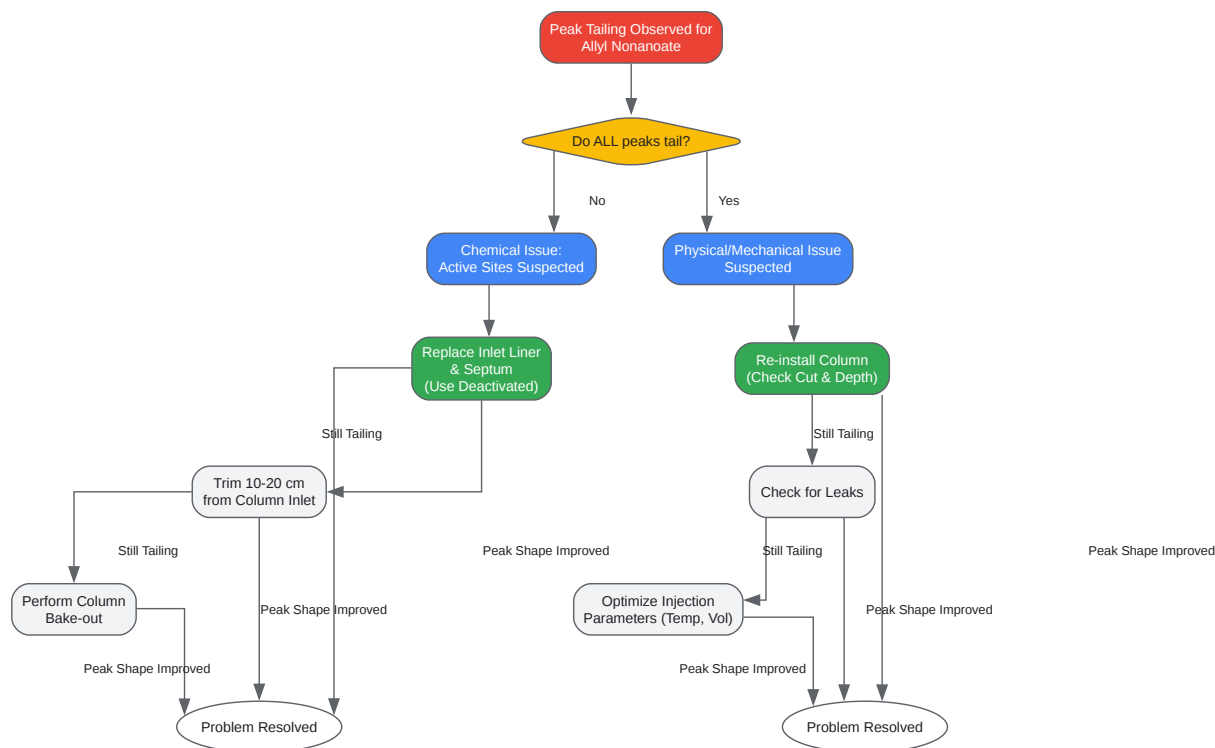 Peak Tailing Observed for
Allyl Nonanoate
Do ALL peaks tail?
No
Yes
Chemical Issue:
Active Sites Suspected
Physical/Mechanical Issue
Suspected
Replace Inlet Liner
& Septum
(Use Deactivated)
Re-install Column
(Check Cut & Depth)
Still Tailing
Still Tailing
Trim 10-20 cm
from Column Inlet
Check for Leaks
Still Tailing
Peak Shape Improved
Still Tailing
Peak Shape Improved
Perform Column
Bake-out
Peak Shape Improved
Optimize Injection
Parameters (Temp, Vol)
Peak Shape Improved
Peak Shape Improved
Peak Shape Improved
Problem Resolved
Problem Resolved